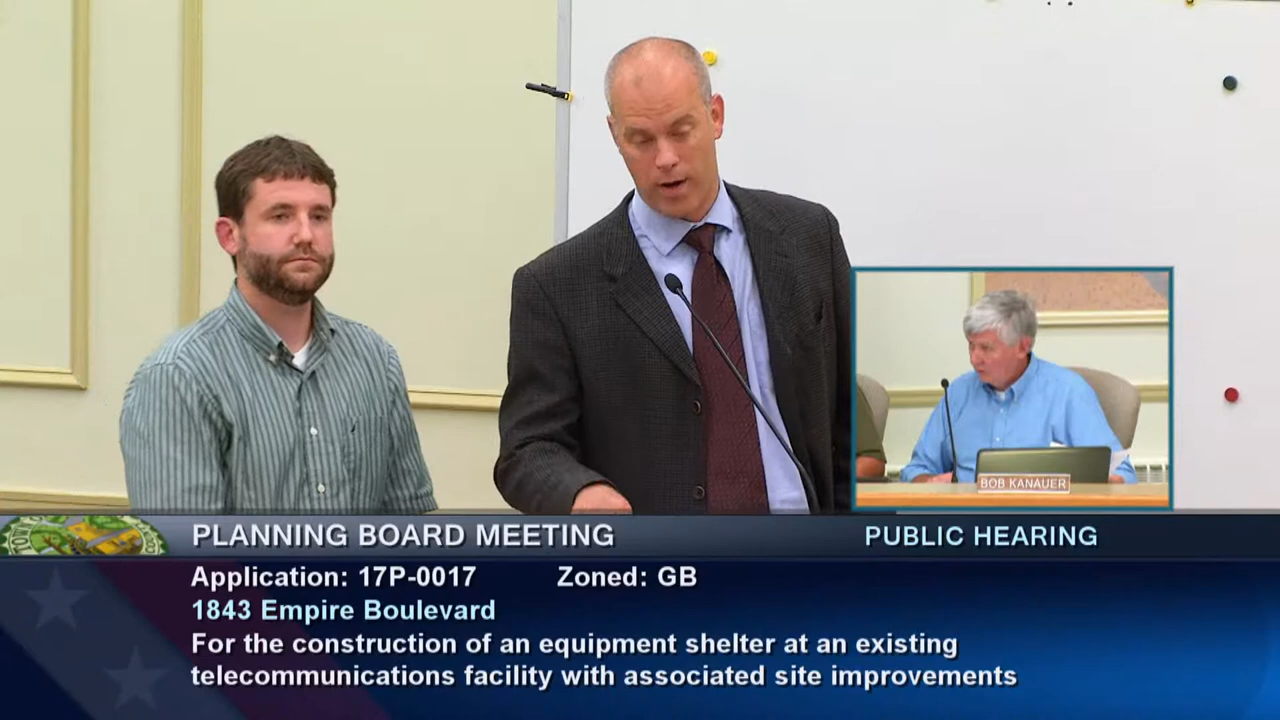 BOB KANAUER
PLANNING BOARD MEETING
PUBLIC HEARING
Application: 17P-0017 Zoned: GB
1843 Empire Boulevard
For the construction of an equipment shelter at an existing
telecommunications facility with associated site improvements